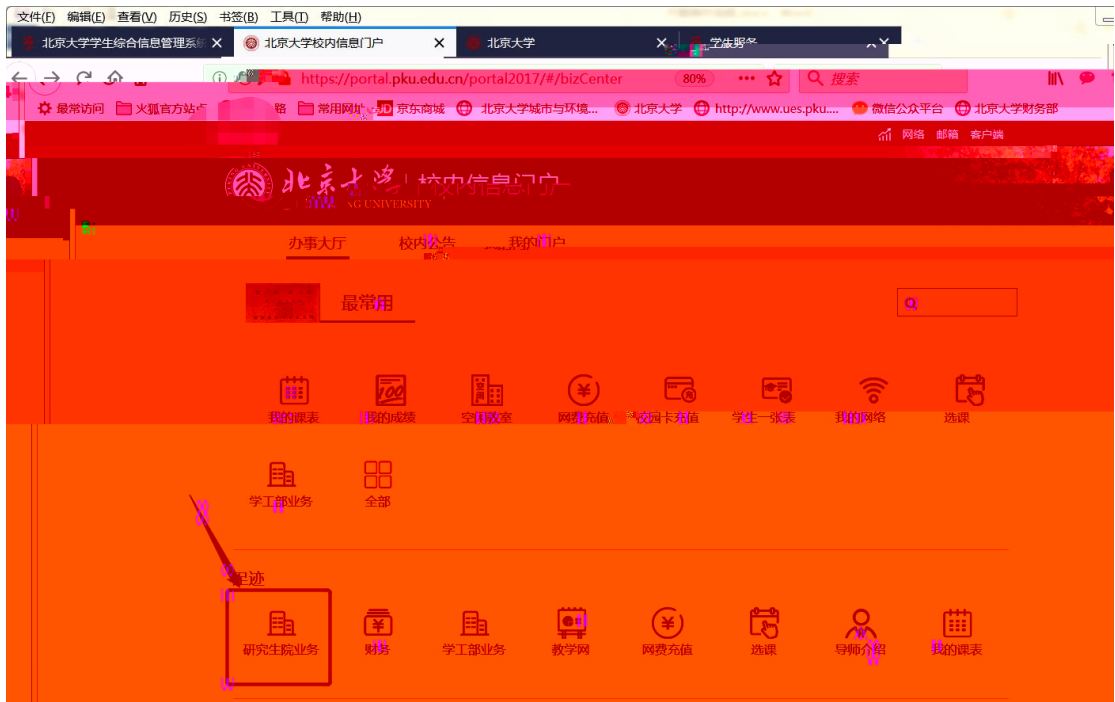 文件(F) 编辑(E) 查看(V) 历史(S) 书签(B) 工具(T) 帮助(H)
北京大学学生综合信息管理系统 北京大学校内信息门户 北京大学
https://portal.pku.edu.cn/portal2017/#/bizCenter 80% 搜索
最常访问 火狐官方站点 常用网址 JD 京东商城 北京大学城市与环境... 北京大学 http://www.ues.pku.... 微信公众平台 北京大学财务部
网络 邮箱 客户端
北京大学 校内信息门户
UNIVERSITY
办事大厅 校内公告 我的门户
最常用
我的课表 我的成绩 空闲教室 网费充值 校园卡充值 学生一张表 我的网络 选课
学工部业务 全部
足迹
研究生院业务 财务 学工部业务 教学网 网费充值 选课 导师介绍 我的课表